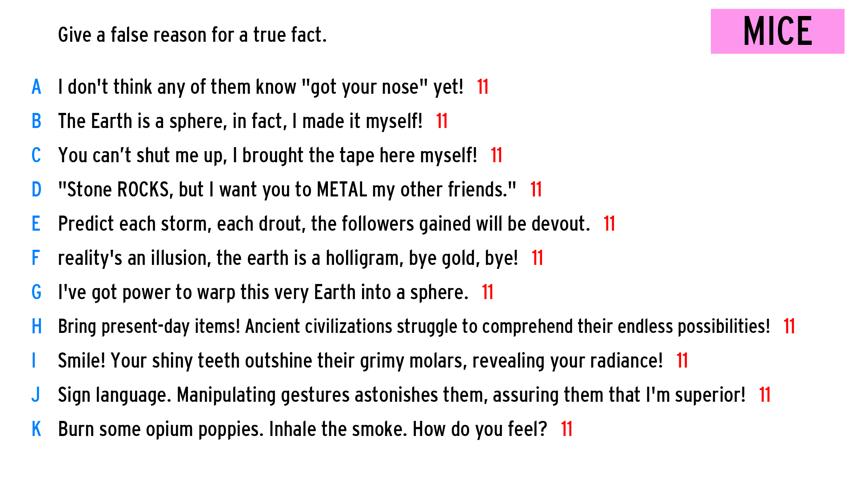 Give a false reason for a true fact.
MICE
A I don't think any of them know "got your nose" yet! 11
B The Earth is a sphere, in fact, I made it myself! 11
C You can't shut me up, I brought the tape here myself! 11
D "Stone ROCKS, but I want you to METAL my other friends." 11
E Predict each storm, each drout, the followers gained will be devout. 11
F reality's an illusion, the earth is a holligram, bye gold, bye! 11
G I've got power to warp this very Earth into a sphere. 11
H Bring present-day items! Ancient civilizations struggle to comprehend their endless possibilities! 11
I Smile! Your shiny teeth outshine their grimy molars, revealing your radiance! 11
J Sign language. Manipulating gestures astonishes them, assuring them that I'm superior! 11
K Burn some opium poppies. Inhale the smoke. How do you feel? 11